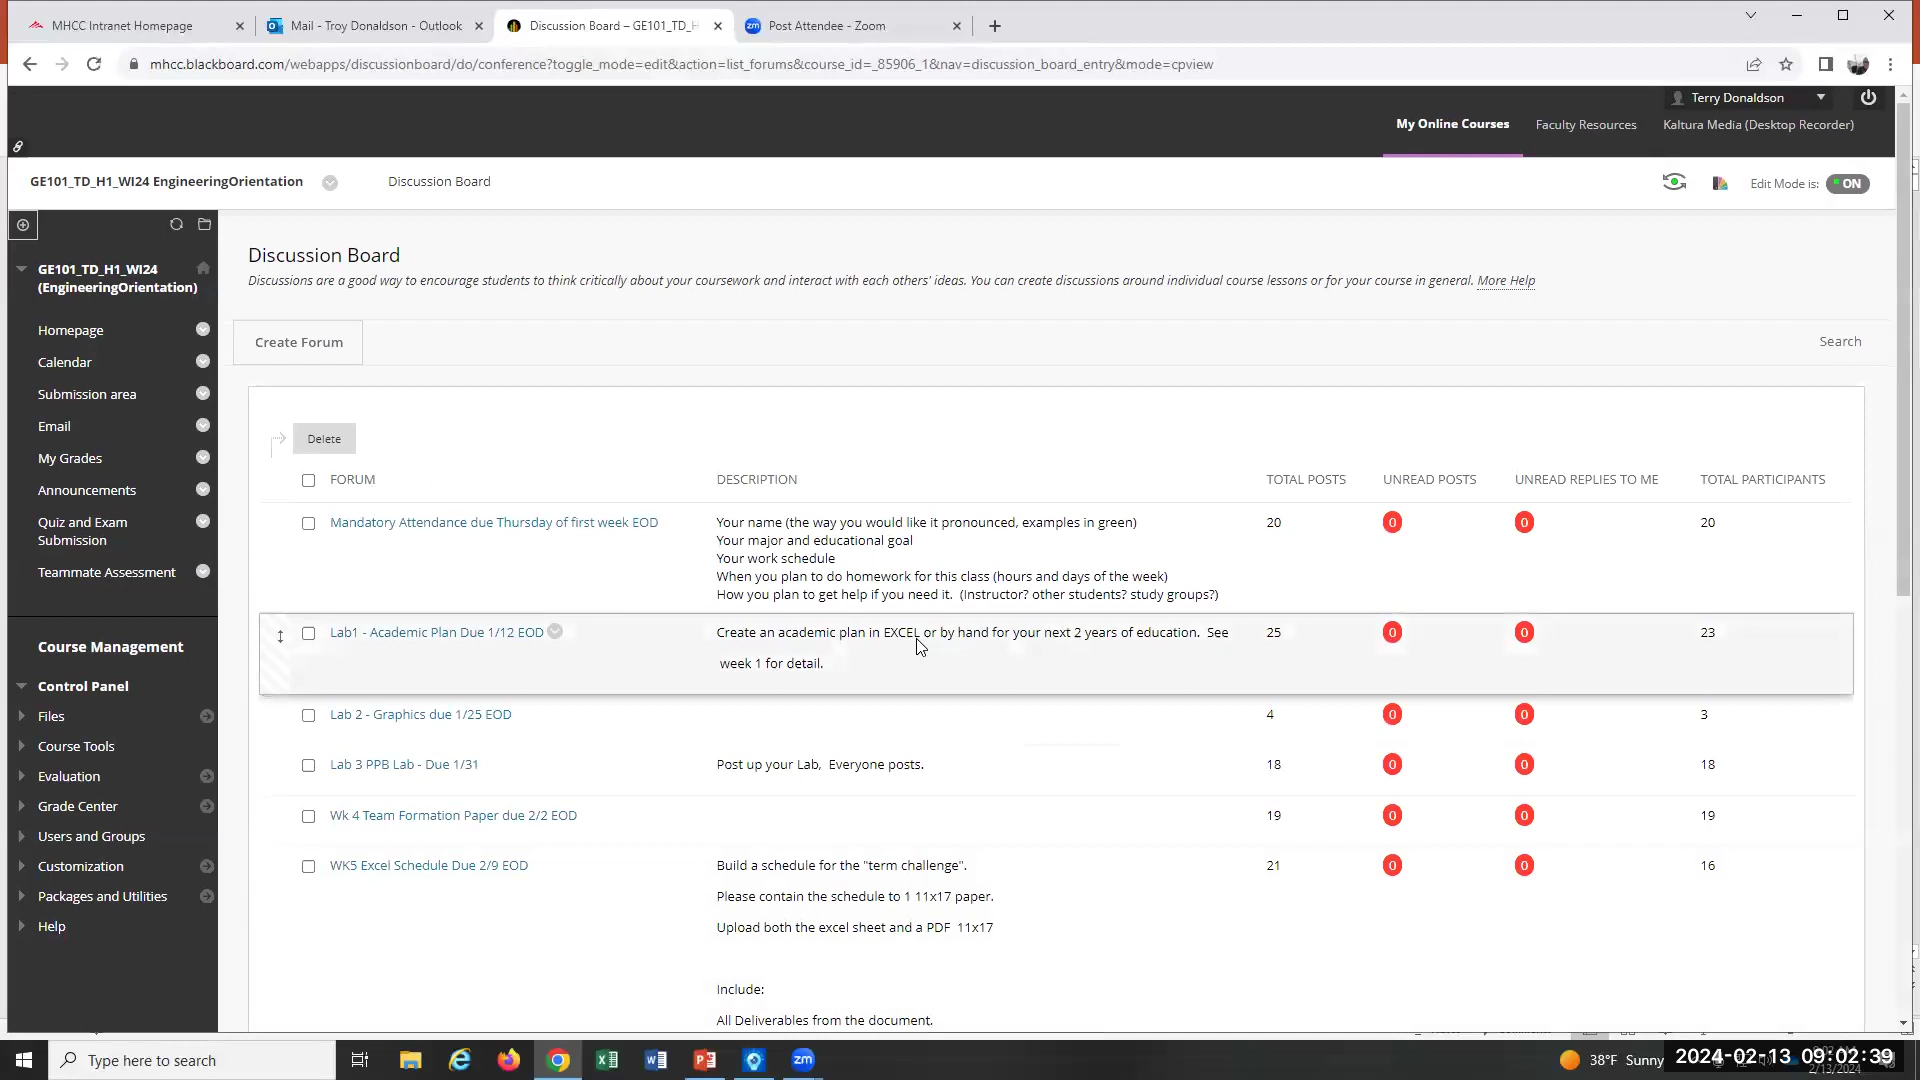 MHCC Intranet Homepage
Mail - Troy Donaldson - Outlook
Discussion Board – GE101_TD_H
Post Attendee - Zoom
mhcc.blackboard.com/webapps/discussionboard/do/conference?toggle_mode=edit&action=list_forums&course_id=_85906_1&nav=discussion_board_entry&mode=cpview
Terry Donaldson
My Online Courses
Faculty Resources
Kaltura Media (Desktop Recorder)
GE101_TD_H1_WI24 EngineeringOrientation
Discussion Board
Edit Mode is:
ON
GE101_TD_H1_WI24
(EngineeringOrientation)
Homepage
Calendar
Submission area
Email
My Grades
Announcements
Quiz and Exam
Submission
Teammate Assessment
Course Management
Control Panel
Files
Course Tools
Evaluation
Grade Center
Users and Groups
Customization
Packages and Utilities
Help
Discussion Board
Discussions are a good way to encourage students to think critically about your coursework and interact with each others' ideas. You can create discussions around individual course lessons or for your course in general. More Help
Create Forum
Search
Delete
FORUM DESCRIPTION TOTAL POSTS UNREAD POSTS UNREAD REPLIES TO ME TOTAL PARTICIPANTS
Mandatory Attendance due Thursday of first week EOD Your name (the way you would like it pronounced, examples in green) 20 0 0 20
Your major and educational goal
Your work schedule
When you plan to do homework for this class (hours and days of the week)
How you plan to get help if you need it. (Instructor? other students? study groups?)
Lab1 - Academic Plan Due 1/12 EOD Create an academic plan in EXCEL or by hand for your next 2 years of education. See 25 0 0 23
week 1 for detail.
Lab 2 - Graphics due 1/25 EOD 4 0 0 3
Lab 3 PPB Lab - Due 1/31 Post up your Lab, Everyone posts. 18 0 0 18
Wk 4 Team Formation Paper due 2/2 EOD 19 0 0 19
WK5 Excel Schedule Due 2/9 EOD Build a schedule for the "term challenge". 21 0 0 16
Please contain the schedule to 1 11x17 paper.
Upload both the excel sheet and a PDF 11x17
Include:
All Deliverables from the document.
Type here to search
38°F Sunny
2024-02-13 09:02:39
2/13/2024